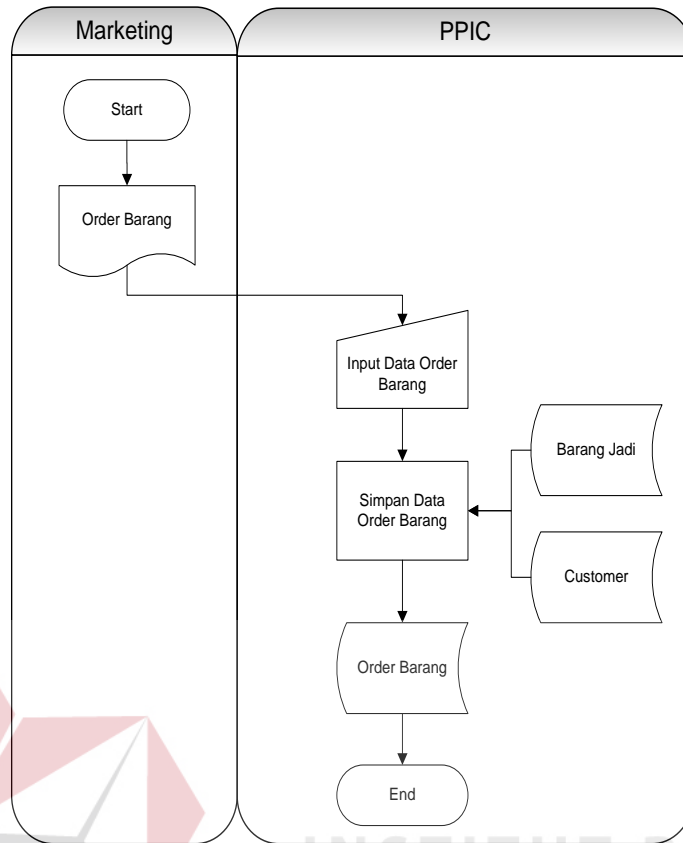 Marketing
PPIC
Start
Order Barang
Input Data Order
Barang
Barang Jadi
Simpan Data
Order Barang
Customer
Order Barang
End
INSTITUT